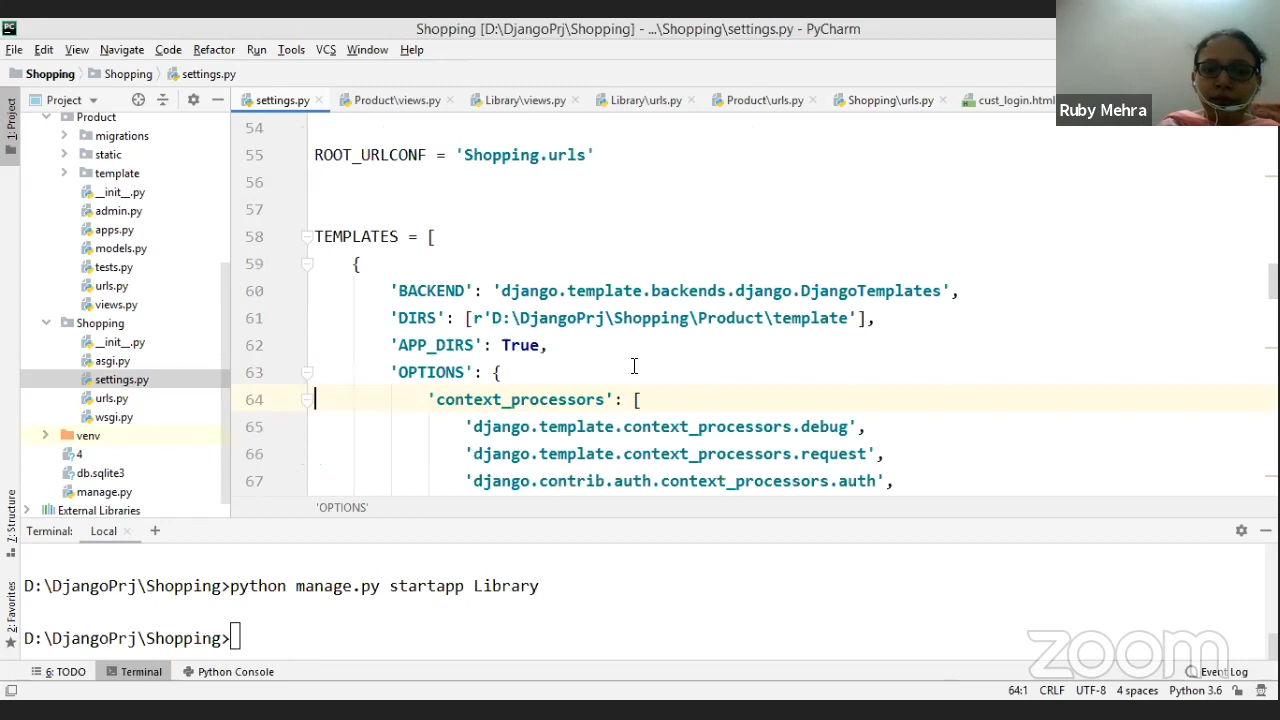 Shopping [D:\DjangoPrj\Shopping] - ...\Shopping\settings.py - PyCharm
File Edit View Navigate Code Refactor Run Tools VCS Window Help
Shopping Shopping settings.py
Ruby Mehra
1: Project
Project
settings.py Product\views.py Library\views.py Library\urls.py Product\urls.py Shopping\urls.py cust_login.html
Product
migrations
static
template
__init__.py
admin.py
apps.py
models.py
tests.py
urls.py
views.py
Shopping
__init__.py
asgi.py
settings.py
urls.py
wsgi.py
venv
4
db.sqlite3
manage.py
External Libraries
54
55 ROOT_URLCONF = 'Shopping.urls'
56
57
58 TEMPLATES = [
59 {
60 'BACKEND': 'django.template.backends.django.DjangoTemplates',
61 'DIRS': [r'D:\DjangoPrj\Shopping\Product\template'],
62 'APP_DIRS': True,
63 'OPTIONS': {
64 'context_processors': [
65 'django.template.context_processors.debug',
66 'django.template.context_processors.request',
67 'django.contrib.auth.context_processors.auth',
'OPTIONS'
7: Structure
2: Favorites
Terminal: Local
D:\DjangoPrj\Shopping>python manage.py startapp Library
D:\DjangoPrj\Shopping>
zoom
6: TODO Terminal Python Console Event Log
64:1 CRLF UTF-8 4 spaces Python 3.6